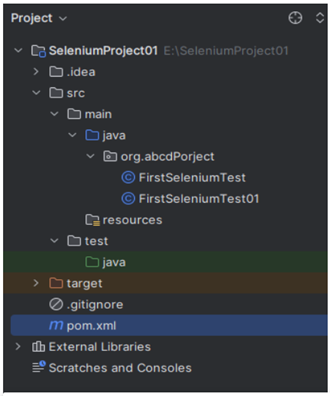 Project
SeleniumProject01 E:\SeleniumProject01
.idea
src
main
java
org.abcdPorject
FirstSeleniumTest
FirstSeleniumTest01
resources
test
java
target
.gitignore
pom.xml
External Libraries
Scratches and Consoles